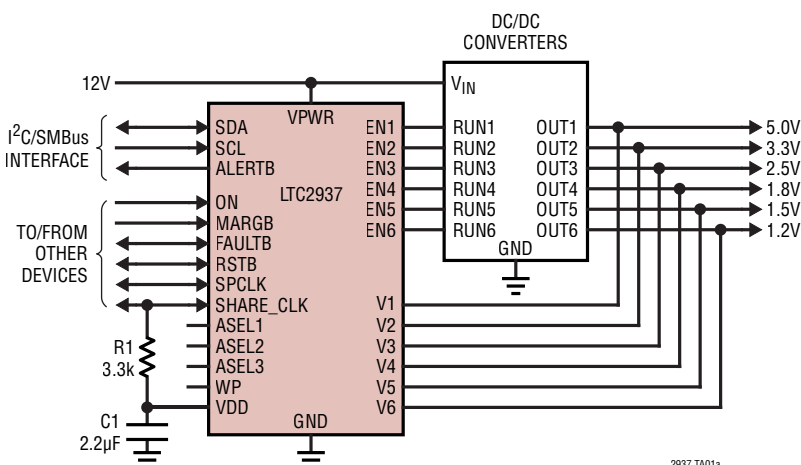 DC/DC
CONVERTERS
12V
VIN
VPWR
I2C/SMBus
INTERFACE
SDA
SCL
ALERTB
EN1
EN2
EN3
EN4
EN5
EN6
RUN1
RUN2
RUN3
RUN4
RUN5
RUN6
OUT1
OUT2
OUT3
OUT4
OUT5
OUT6
5.0V
3.3V
2.5V
1.8V
1.5V
1.2V
LTC2937
GND
TO/FROM
OTHER
DEVICES
ON
MARGB
FAULTB
RSTB
SPCLK
SHARE_CLK
ASEL1
ASEL2
ASEL3
WP
VDD
V1
V2
V3
V4
V5
V6
R1
3.3k
C1
2.2µF
GND
2937 TA01a